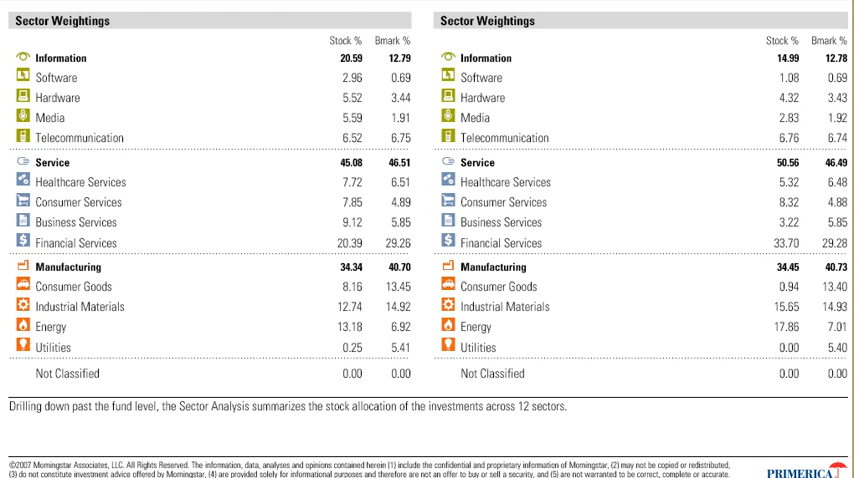 Sector Weightings
Stock % Bmark %
Information 20.59 12.79
Software 2.96 0.69
Hardware 5.52 3.44
Media 5.59 1.91
Telecommunication 6.52 6.75
Service 45.08 46.51
Healthcare Services 7.72 6.51
Consumer Services 7.85 4.89
Business Services 9.12 5.85
Financial Services 20.39 29.26
Manufacturing 34.34 40.70
Consumer Goods 8.16 13.45
Industrial Materials 12.74 14.92
Energy 13.18 6.92
Utilities 0.25 5.41
Not Classified 0.00 0.00
Sector Weightings
Stock % Bmark %
Information 14.99 12.78
Software 1.08 0.69
Hardware 4.32 3.43
Media 2.83 1.92
Telecommunication 6.76 6.74
Service 50.56 46.49
Healthcare Services 5.32 6.48
Consumer Services 8.32 4.88
Business Services 3.22 5.85
Financial Services 33.70 29.28
Manufacturing 34.45 40.73
Consumer Goods 0.94 13.40
Industrial Materials 15.65 14.93
Energy 17.86 7.01
Utilities 0.00 5.40
Not Classified 0.00 0.00
Drilling down past the fund level, the Sector Analysis summarizes the stock allocation of the investments across 12 sectors.
©2007 Morningstar Associates, LLC. All Rights Reserved. The information, data, analyses and opinions contained herein (1) include the confidential and proprietary information of Morningstar, (2) may not be copied or redistributed,
(3) do not constitute investment advice offered by Morningstar, (4) are provided solely for informational purposes and therefore are not an offer to buy or sell a security, and (5) are not warranted to be correct, complete or accurate.
PRIMERICA